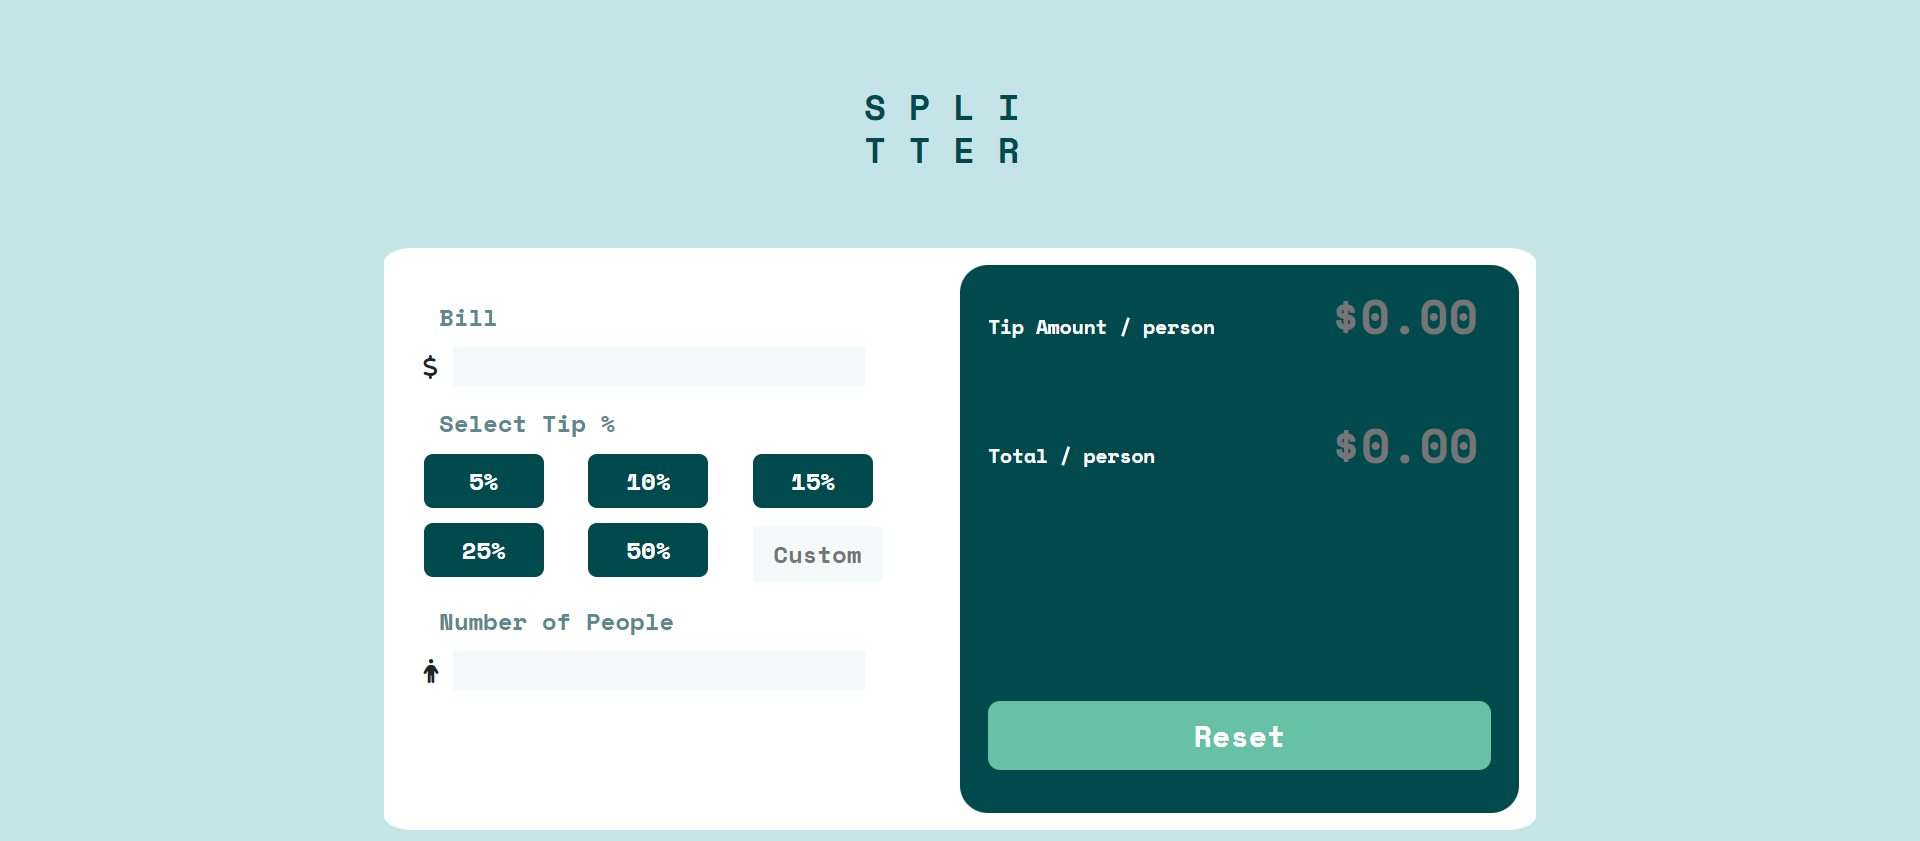 S P L I
T T E R
Bill
$
Select Tip %
5% 10% 15%
25% 50% Custom
Number of People
Tip Amount / person $0.00
Total / person $0.00
Reset